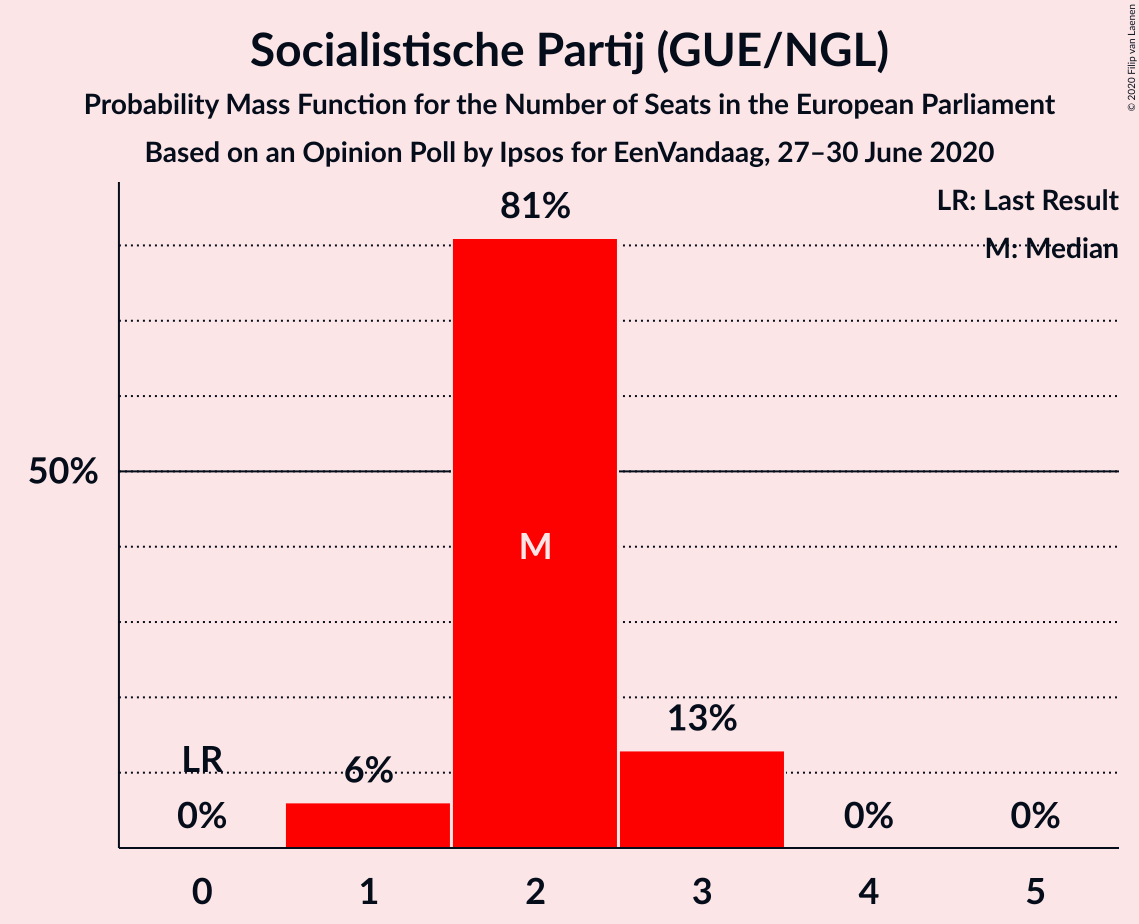 Socialistische Partij (GUE/NGL)
Probability Mass Function for the Number of Seats in the European Parliament
Based on an Opinion Poll by Ipsos for EenVandaag, 27–30 June 2020
© 2020 Filip van Laenen
LR: Last Result
M: Median
81%
50%
M
13%
LR
6%
0%
0%
0%
0 1 2 3 4 5